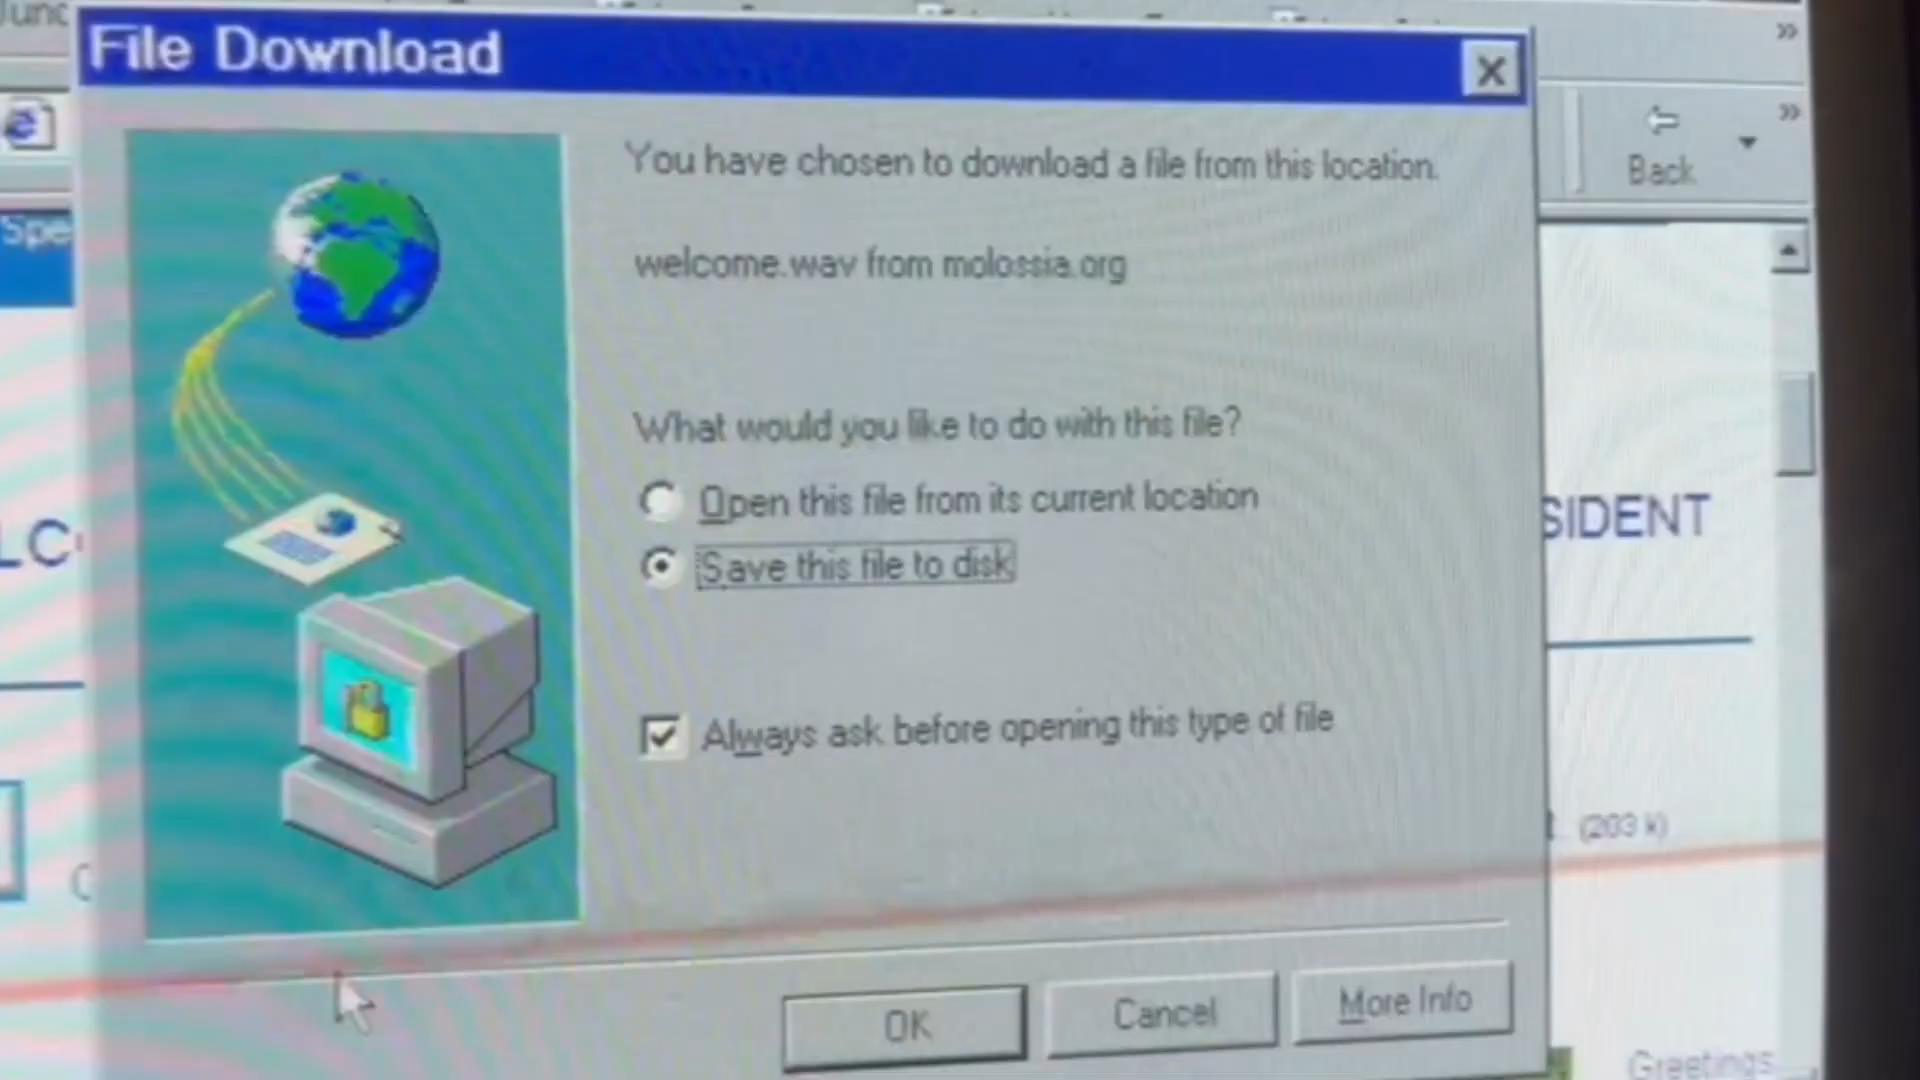 File Download
You have chosen to download a file from this location.
welcome.wav from molossia.org
What would you like to do with this file?
Open this file from its current location
Save this file to disk
Always ask before opening this type of file
OK
Cancel
More Info
Back
Spe
LC
SIDENT
(203 k)
Greetings